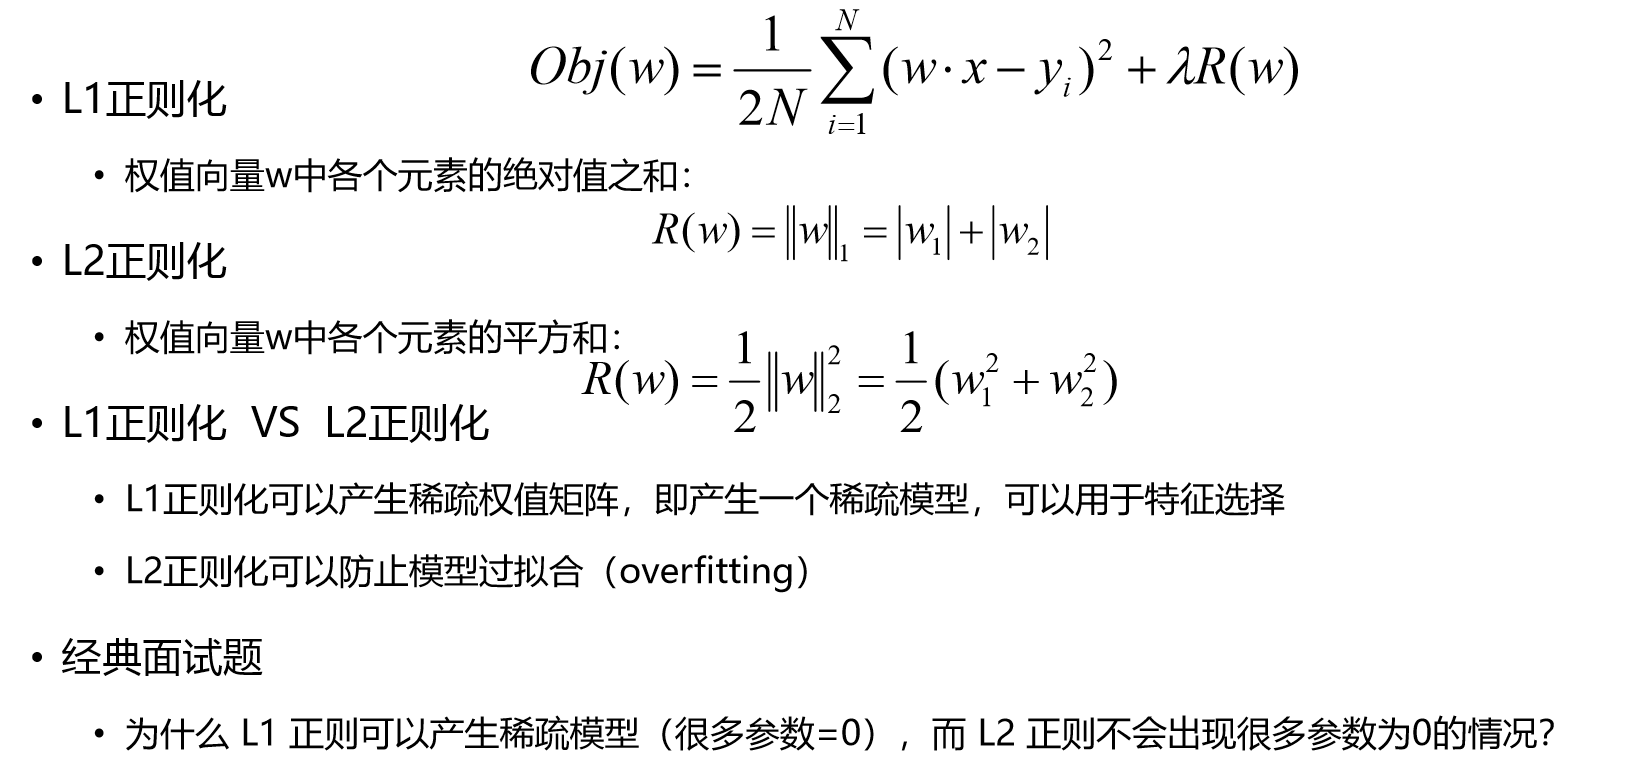 Obj(w) = \frac{1}{2N} \sum_{i=1}^{N} (w·x − y_i)^2 + λR(w)
• L1正则化
• 权值向量w中各个元素的绝对值之和：
R(w) = ‖w‖_1 = |w_1| + |w_2|
• L2正则化
• 权值向量w中各个元素的平方和：
R(w) = \frac{1}{2} ‖w‖_2^2 = \frac{1}{2} (w_1^2 + w_2^2)
• L1正则化 VS L2正则化
• L1正则化可以产生稀疏权值矩阵，即产生一个稀疏模型，可以用于特征选择
• L2正则化可以防止模型过拟合（overfitting）
• 经典面试题
• 为什么 L1 正则可以产生稀疏模型（很多参数=0），而 L2 正则不会出现很多参数为0的情况？